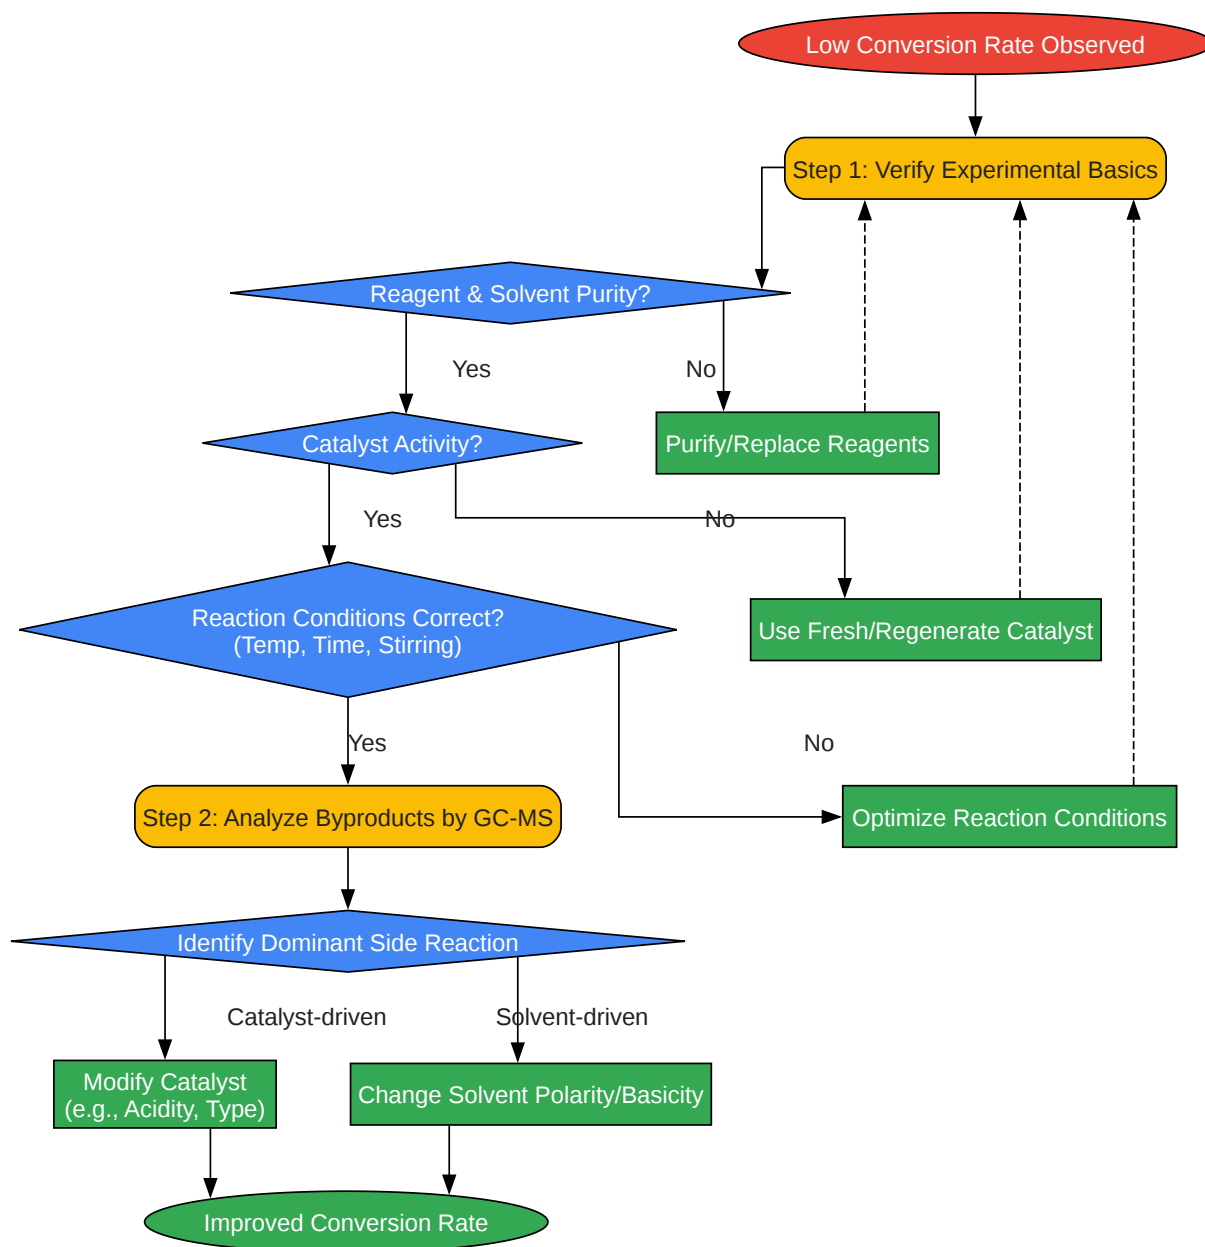 Low Conversion Rate Observed
Step 1: Verify Experimental Basics
Reagent & Solvent Purity?
Yes
No
Catalyst Activity?
Purify/Replace Reagents
Yes
No
Reaction Conditions Correct?
(Temp, Time, Stirring)
Use Fresh/Regenerate Catalyst
Yes
No
Step 2: Analyze Byproducts by GC-MS
Optimize Reaction Conditions
Identify Dominant Side Reaction
Catalyst-driven
Solvent-driven
Modify Catalyst
(e.g., Acidity, Type)
Change Solvent Polarity/Basicity
Improved Conversion Rate